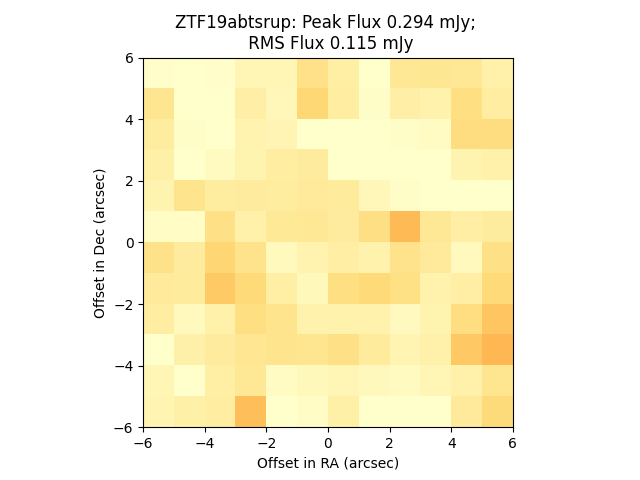 ZTF19abtsrup: Peak Flux 0.294 mJy;
RMS Flux 0.115 mJy
6
4
2
0
−2
−4
−6
Offset in Dec (arcsec)
−6 −4 −2 0 2 4 6
Offset in RA (arcsec)